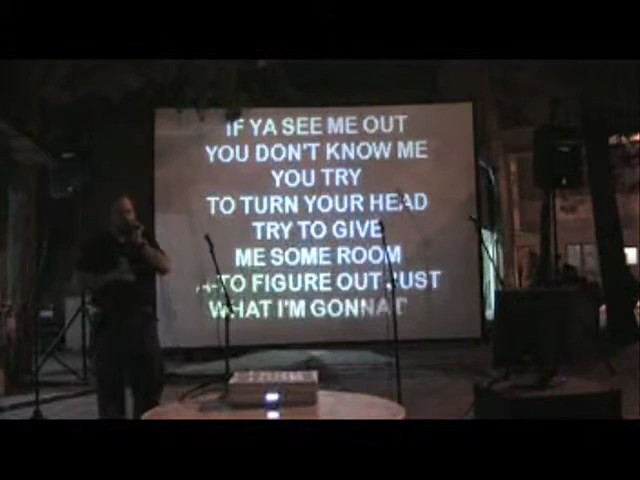 IF YA SEE ME OUT
YOU DON'T KNOW ME
YOU TRY
TO TURN YOUR HEAD
TRY TO GIVE
ME SOME ROOM
TO FIGURE OUT JUST
WHAT I'M GONNA